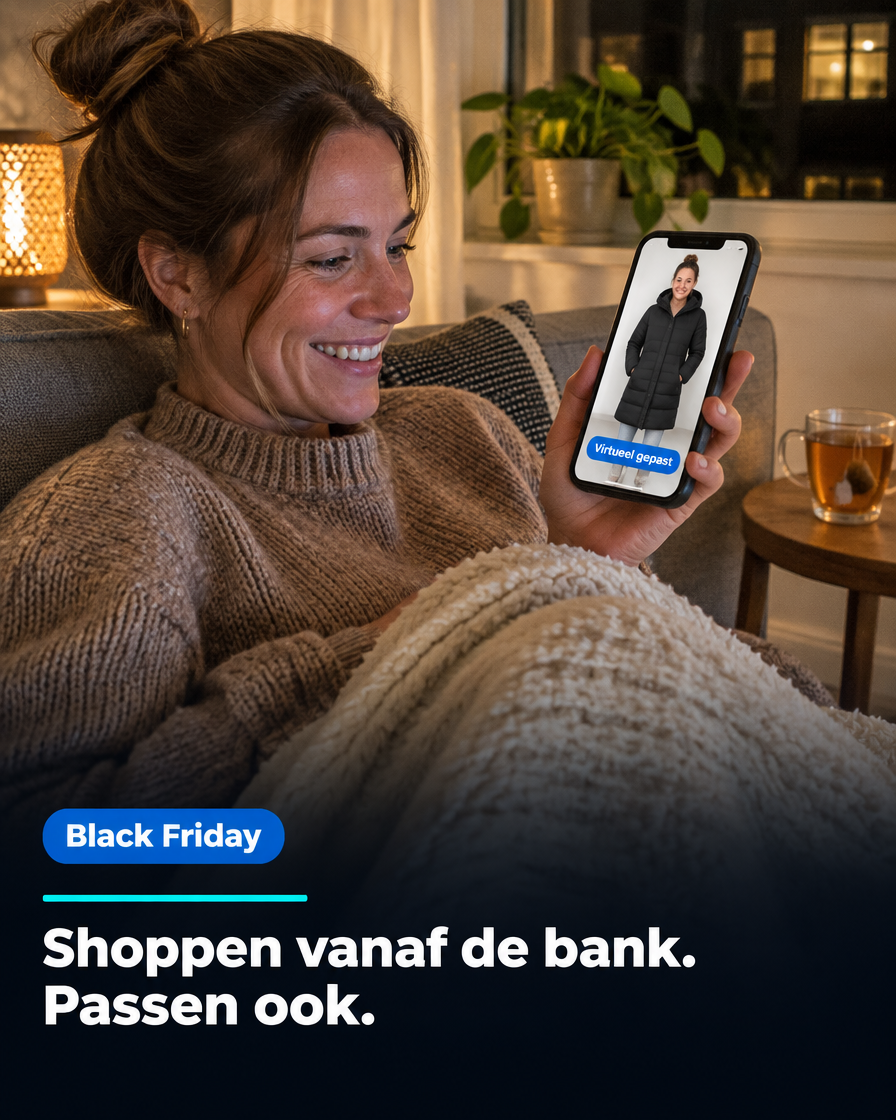 Virtueel gepast
Black Friday
Shoppen vanaf de bank.
Passen ook.